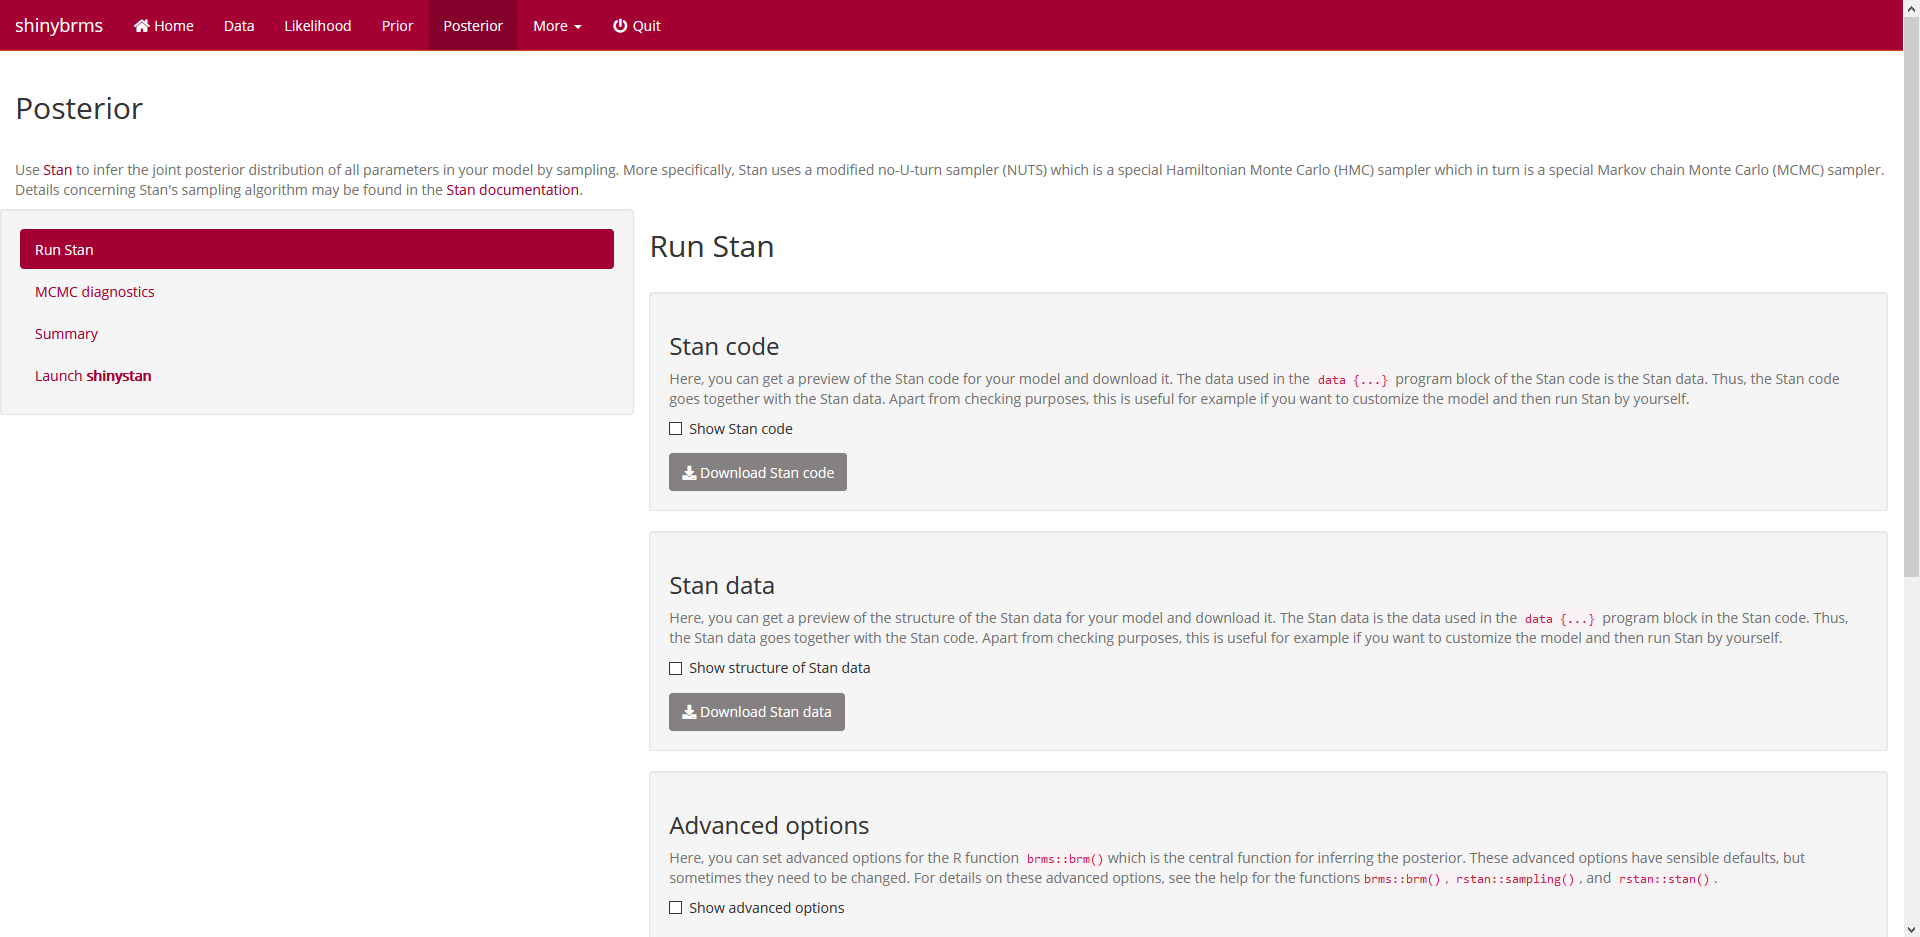 shinybrms Home Data Likelihood Prior Posterior More Quit
Posterior
Use Stan to infer the joint posterior distribution of all parameters in your model by sampling. More specifically, Stan uses a modified no-U-turn sampler (NUTS) which is a special Hamiltonian Monte Carlo (HMC) sampler which in turn is a special Markov chain Monte Carlo (MCMC) sampler.
Details concerning Stan's sampling algorithm may be found in the Stan documentation.
Run Stan
MCMC diagnostics
Summary
Launch shinystan
Run Stan
Stan code
Here, you can get a preview of the Stan code for your model and download it. The data used in the data {...} program block of the Stan code is the Stan data. Thus, the Stan code
goes together with the Stan data. Apart from checking purposes, this is useful for example if you want to customize the model and then run Stan by yourself.
Show Stan code
Download Stan code
Stan data
Here, you can get a preview of the structure of the Stan data for your model and download it. The Stan data is the data used in the data {...} program block in the Stan code. Thus,
the Stan data goes together with the Stan code. Apart from checking purposes, this is useful for example if you want to customize the model and then run Stan by yourself.
Show structure of Stan data
Download Stan data
Advanced options
Here, you can set advanced options for the R function brms::brm() which is the central function for inferring the posterior. These advanced options have sensible defaults, but
sometimes they need to be changed. For details on these advanced options, see the help for the functions brms::brm(), rstan::sampling(), and rstan::stan().
Show advanced options